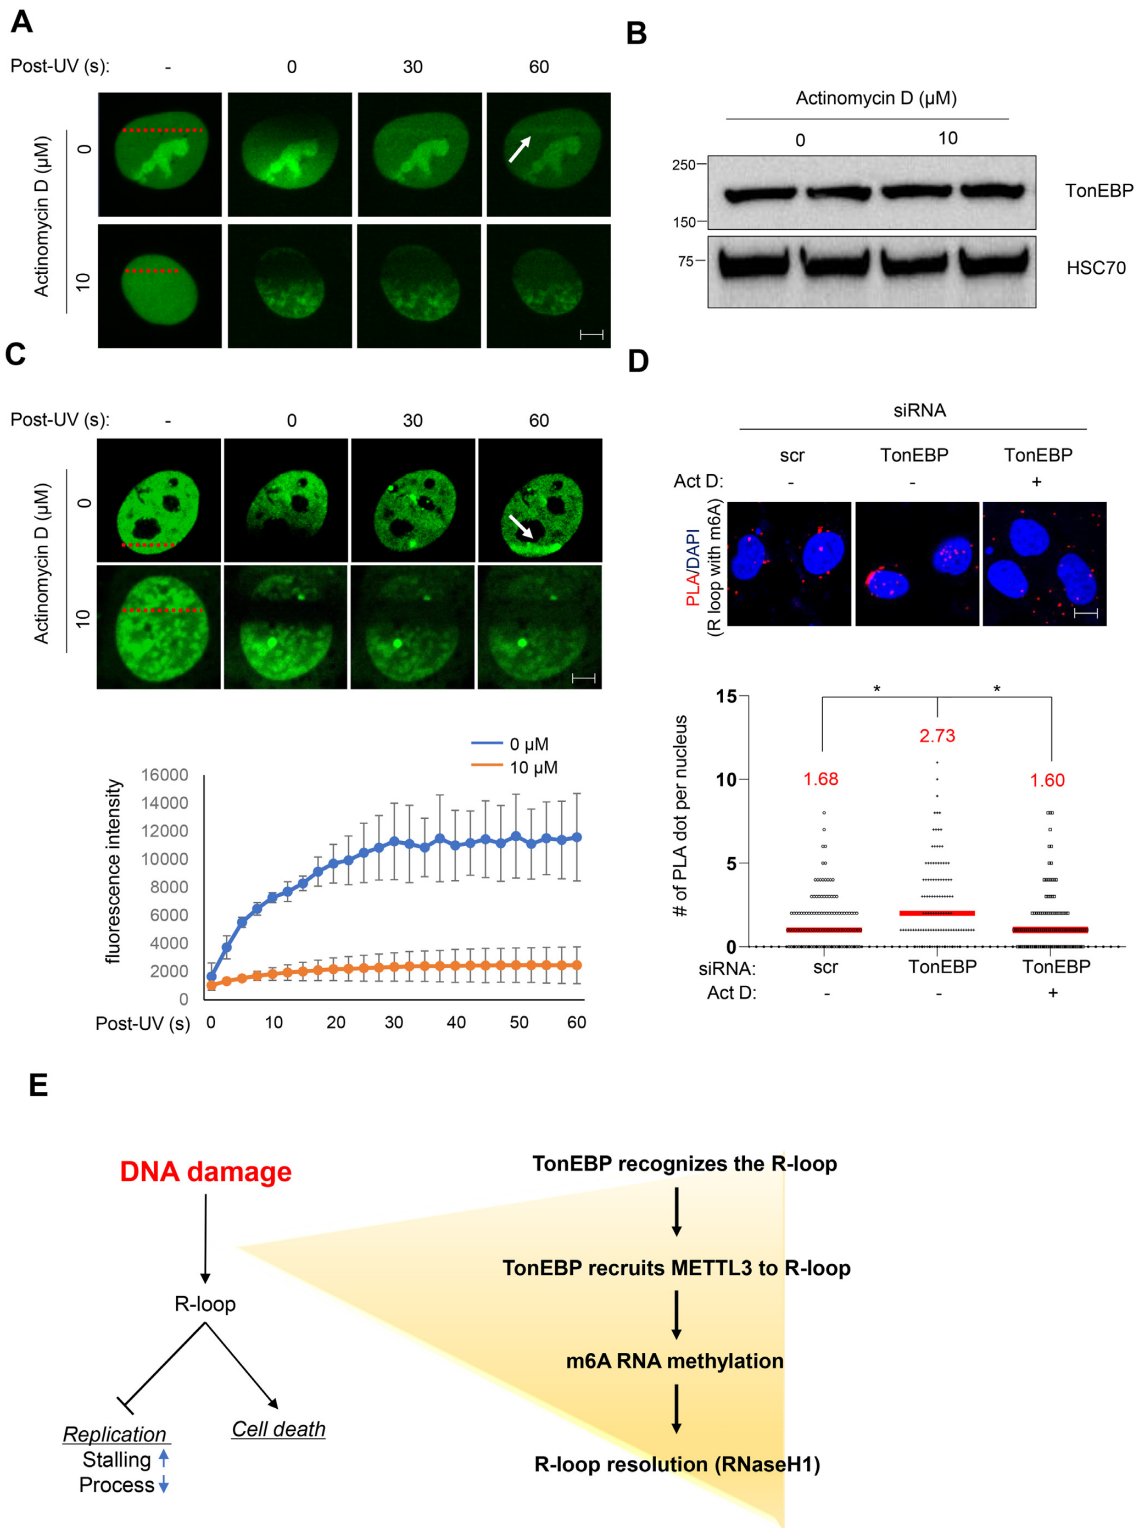 A
Post-UV (s): - 0 30 60
Actinomycin D (µM)
0
10
B
Actinomycin D (µM)
0 10
250
150
TonEBP
75
HSC70
C
Post-UV (s): - 0 30 60
Actinomycin D (µM)
0
10
0 µM
10 µM
fluorescence intensity
16000
14000
12000
10000
8000
6000
4000
2000
0
Post-UV (s) 0 10 20 30 40 50 60
D
siRNA
scr TonEBP TonEBP
Act D: - - +
PLA/DAPI
(R loop with m6A)
# of PLA dot per nucleus
15
10
5
0
* *
1.68
2.73
1.60
siRNA: scr TonEBP TonEBP
Act D: - - +
E
DNA damage
R-loop
Replication
Stalling
Process
Cell death
TonEBP recognizes the R-loop
TonEBP recruits METTL3 to R-loop
m6A RNA methylation
R-loop resolution (RNaseH1)